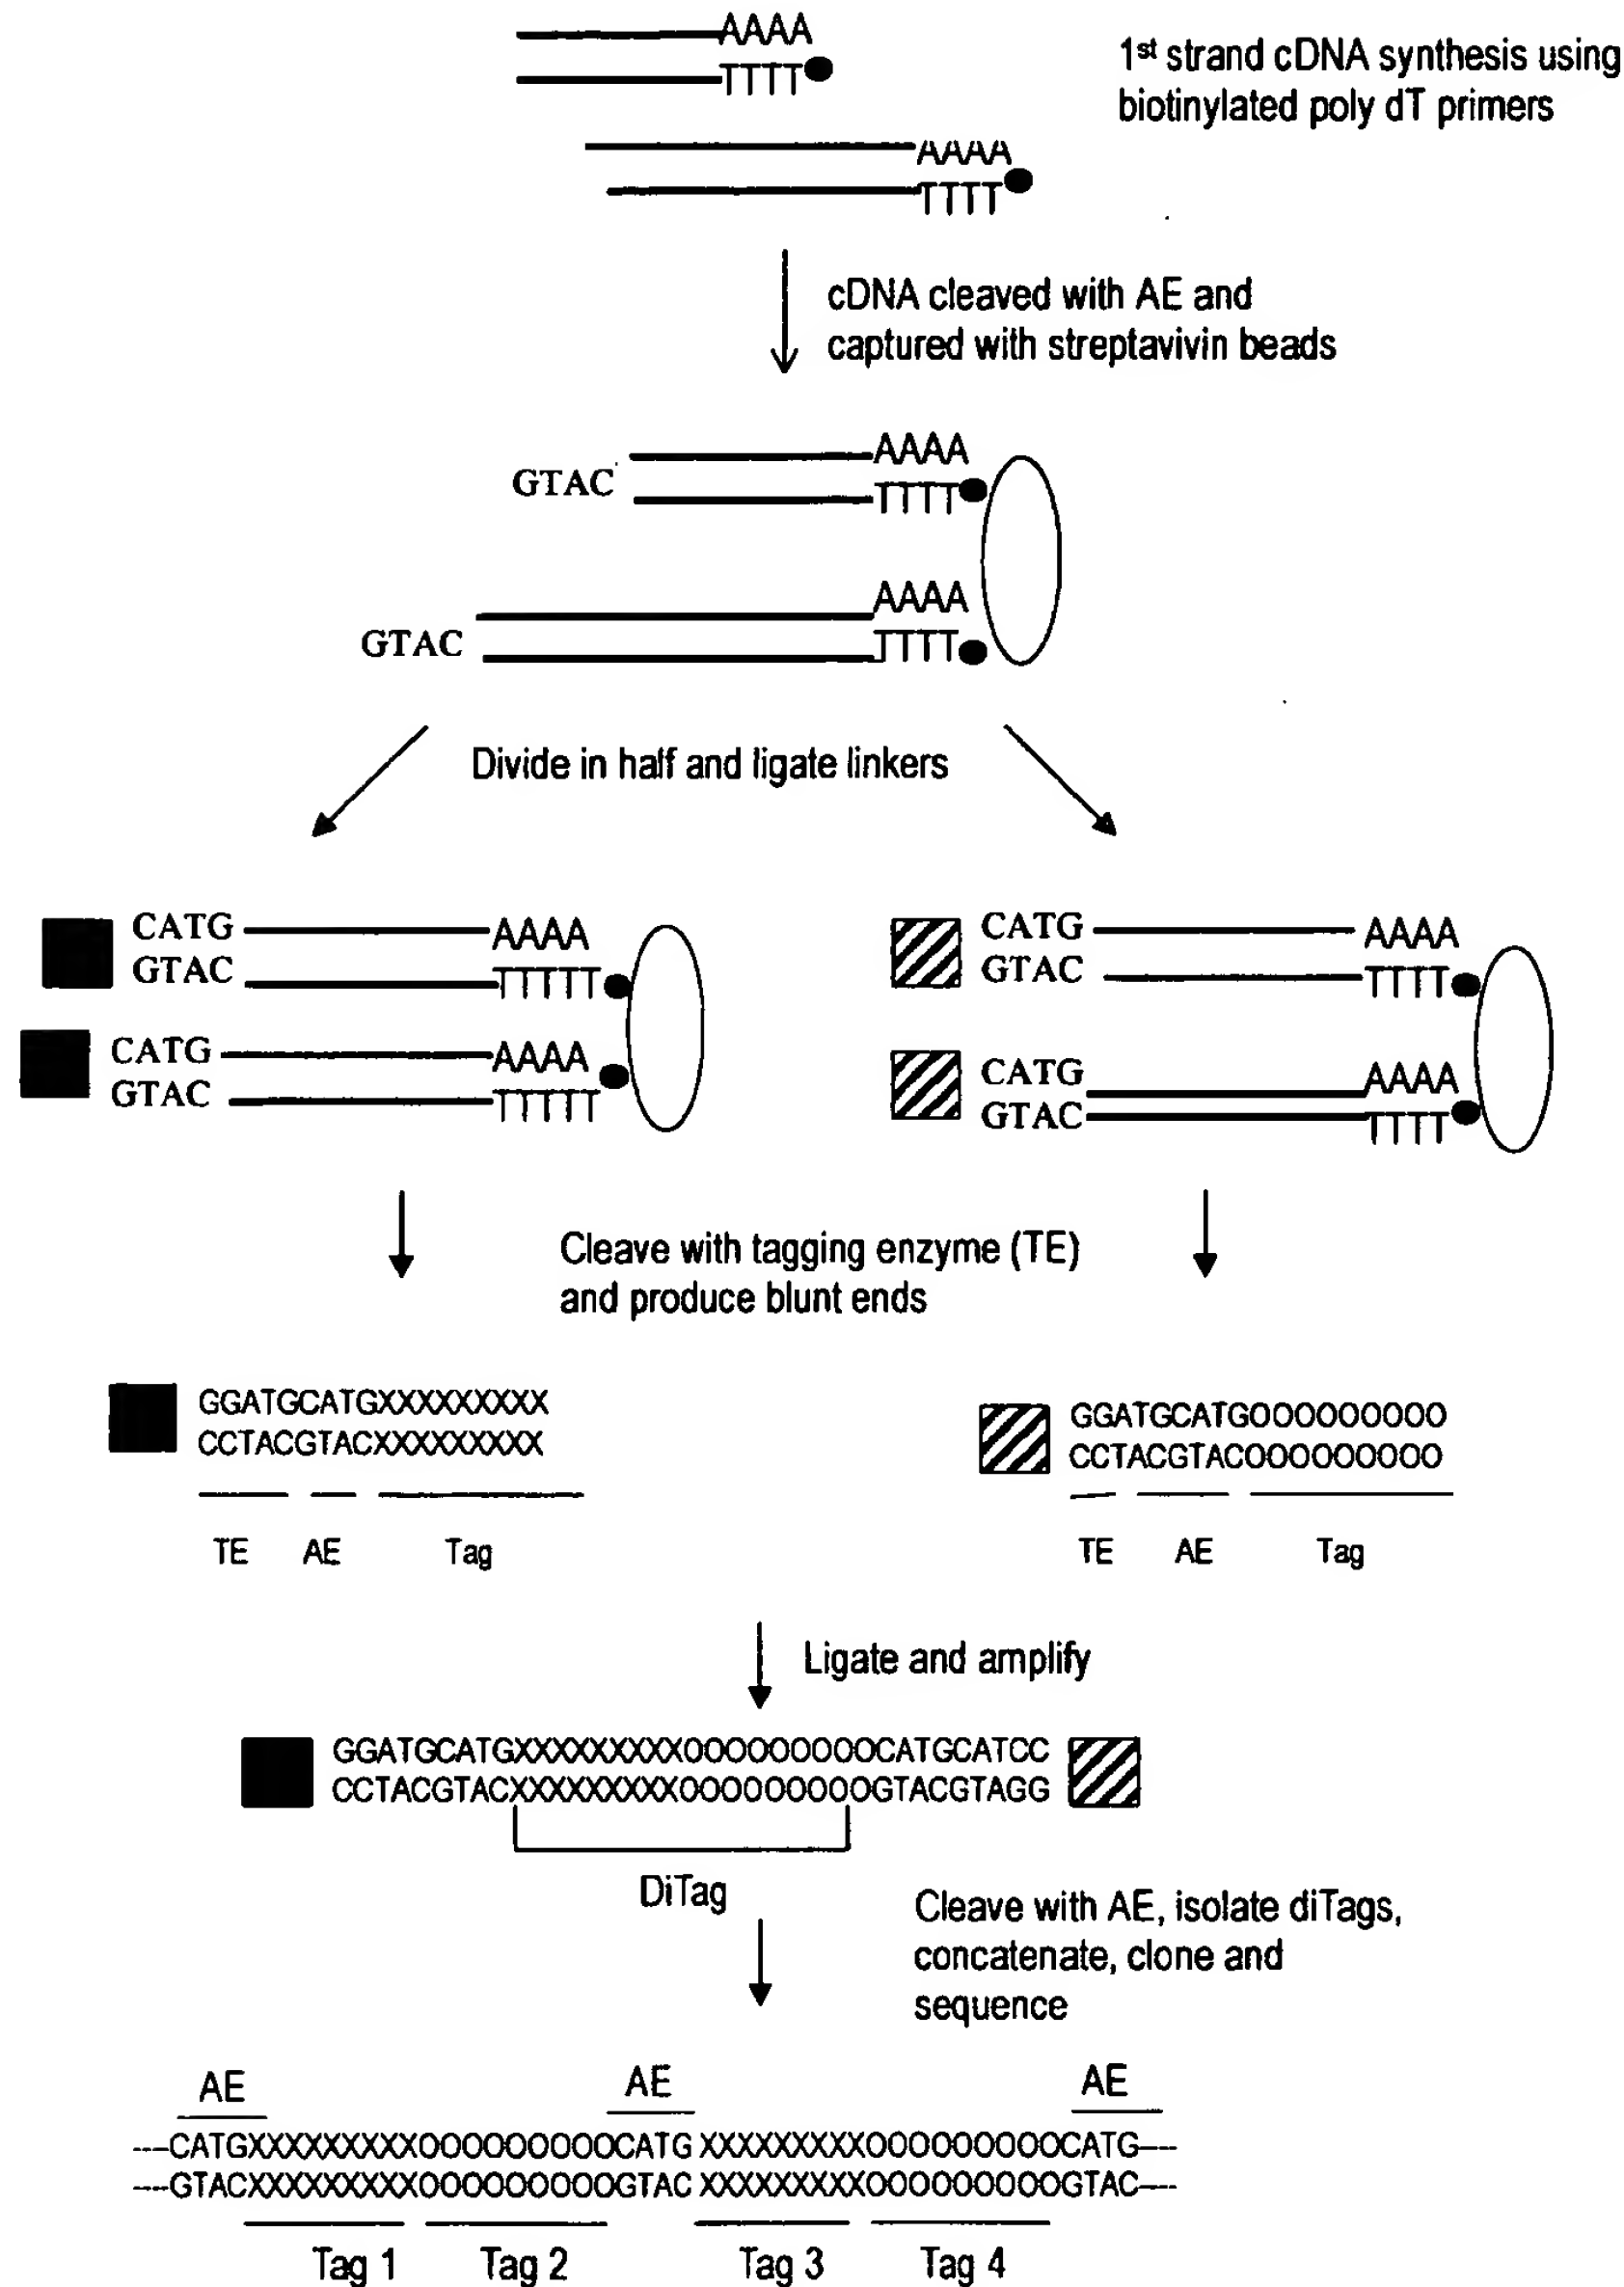 AAAA
TTTT
1st strand cDNA synthesis using
biotinylated poly dT primers
AAAA
TTTT
cDNA cleaved with AE and
captured with streptavivin beads
AAAA
GTAC
TTTT
AAAA
GTAC
TTTT
Divide in half and ligate linkers
CATG AAAA
GTAC TTTTT
CATG AAAA
GTAC TTTTT
CATG AAAA
GTAC TTTT
CATG AAAA
GTAC TTTT
Cleave with tagging enzyme (TE)
and produce blunt ends
GGATGCATGXXXXXXXXX
CCTACGTACXXXXXXXXX
TE AE Tag
GGATGCATGOOOOOOOOO
CCTACGTACOOOOOOOOO
TE AE Tag
Ligate and amplify
GGATGCATGXXXXXXXXXOOOOOOOOOCATGCATCC
CCTACGTACXXXXXXXXXOOOOOOOOOGTACGTAGG
DiTag
Cleave with AE, isolate diTags,
concatenate, clone and
sequence
AE AE AE
---CATGXXXXXXXXXOOOOOOOOOCATG XXXXXXXXXOOOOOOOOOCATG---
---GTACXXXXXXXXXOOOOOOOOOGTAC XXXXXXXXXOOOOOOOOOGTAC---
Tag 1 Tag 2 Tag 3 Tag 4